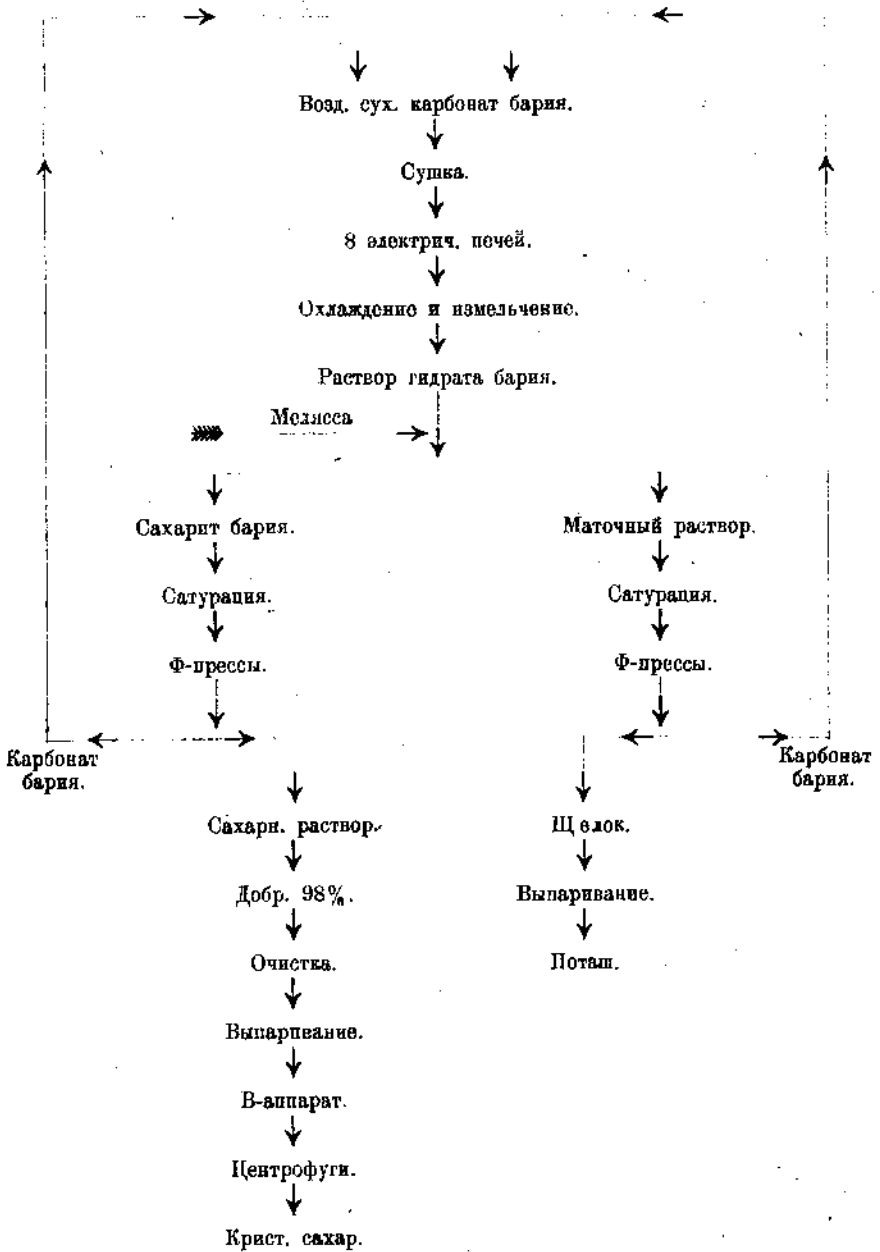 Возд. сух. карбонат бария.
Сушка.
8 электрич. печей.
Охлаждение и измельчение.
Раствор гидрата бария.
Мелясса
Сахарит бария.
Маточный раствор.
Сатурация.
Сатурация.
Ф-прессы.
Ф-прессы.
Карбонат
бария.
Карбонат
бария.
Сахарн. раствор.
Щелок.
Добр. 98%.
Выпаривание.
Очистка.
Поташ.
Выпаривание.
В-аппарат.
Центрофуги.
Крист. сахар.